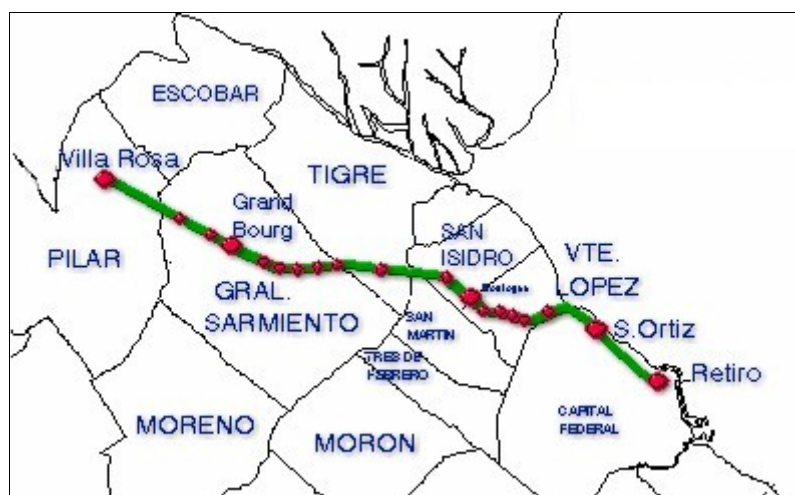 ESCOBAR
Villa Rosa
TIGRE
Grand
Bourg
PILAR
SAN
ISIDRO
VTE.
LOPEZ
Boulogne
GRAL.
SARMIENTO
SAN
MARTIN
S.Ortiz
TRES DE
FEBRERO
Retiro
MORENO
MORON
CAPITAL
FEDERAL